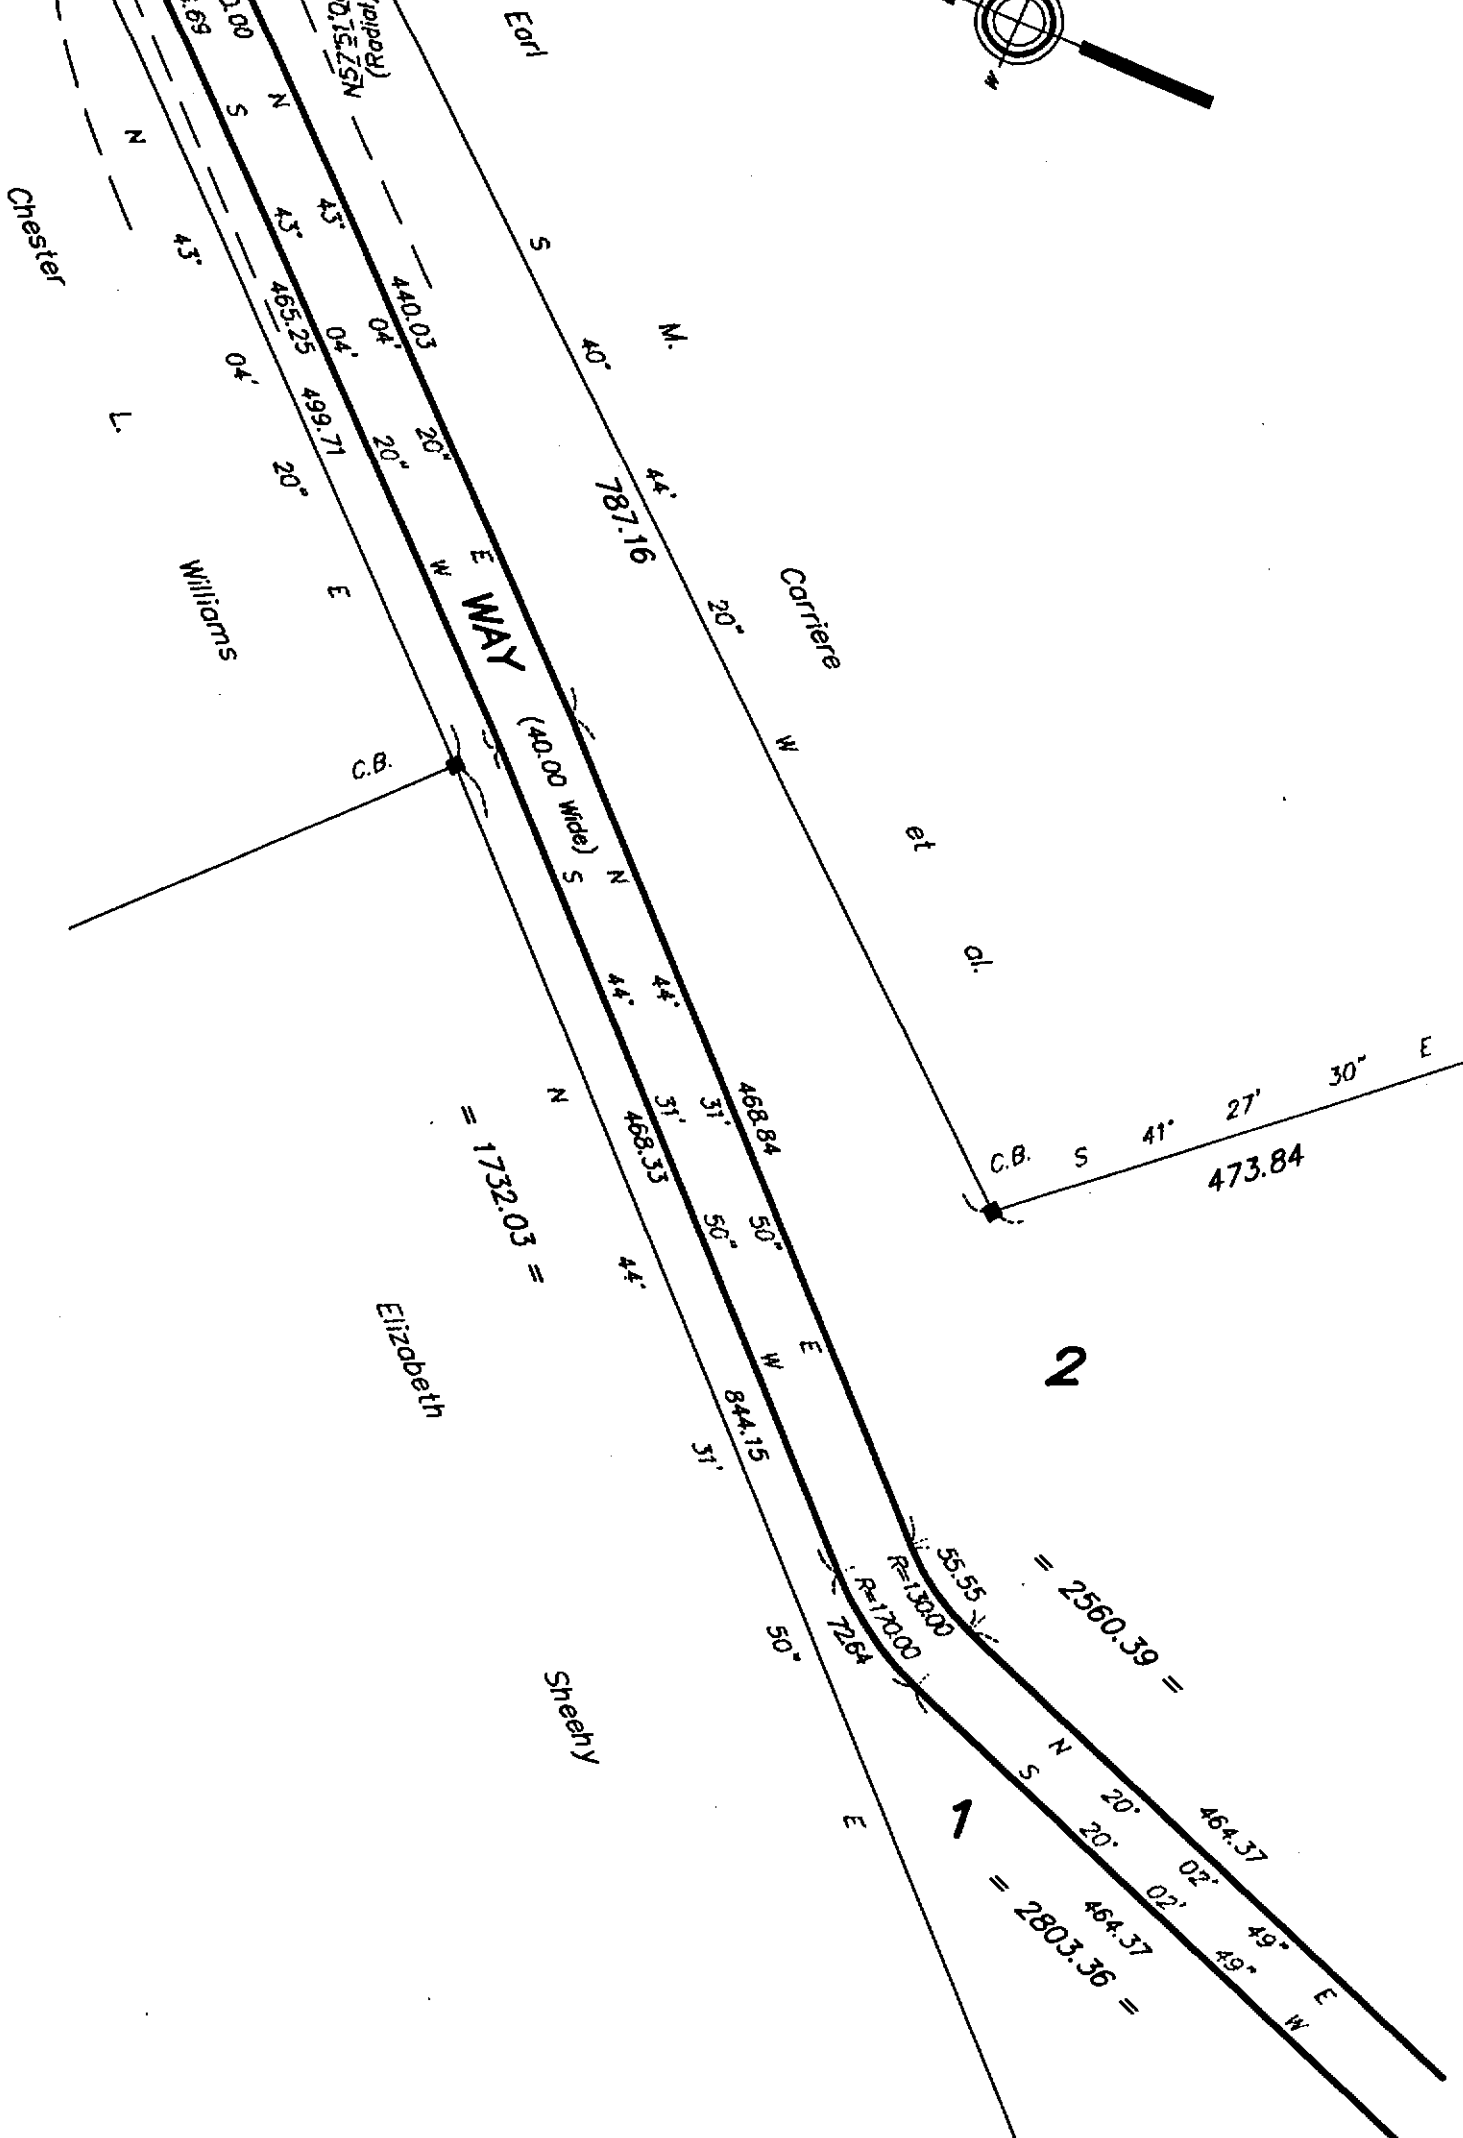 Earl M. Carriere et al.
S 40° 44' 20" W
787.16
N57°57'
(Radial)
N 43° 04' 20" E
440.03
S 43° 04' 20" W
465.25
N 43° 04' 20" E
499.71
Chester L. Williams
WAY
(40.00 Wide)
C.B.
N 44° 31' 50" E
468.84
S 44° 31' 50" W
468.33
N 44° 31' 50" E
844.15
= 1732.03 =
Elizabeth Sheehy
C.B.
S 41° 27' 30" E
473.84
2
55.55
R=130.00
R=170.00
72.64
= 2560.39 =
N 20° 02' 49" E
464.37
S 20° 02' 49" W
464.37
1
= 2803.36 =